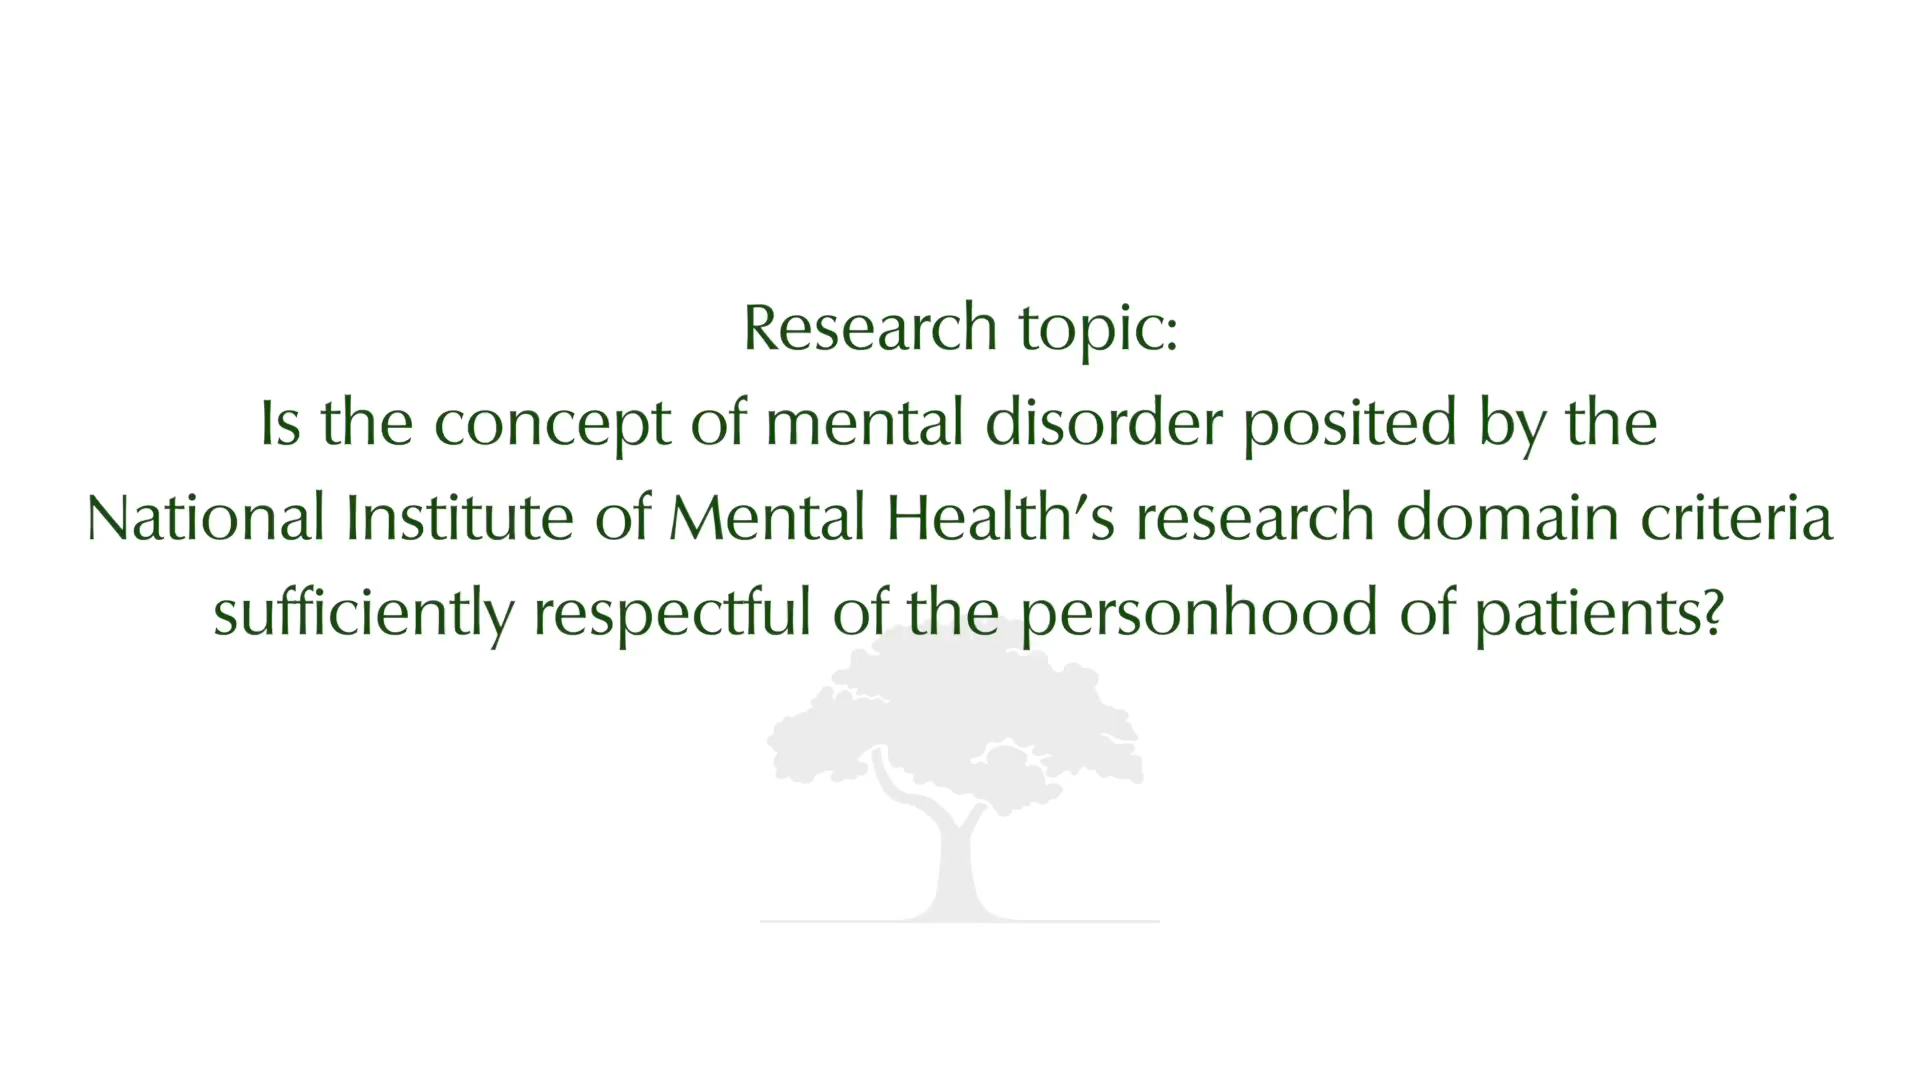 Research topic:
Is the concept of mental disorder posited by the
National Institute of Mental Health’s research domain criteria
sufficiently respectful of the personhood of patients?